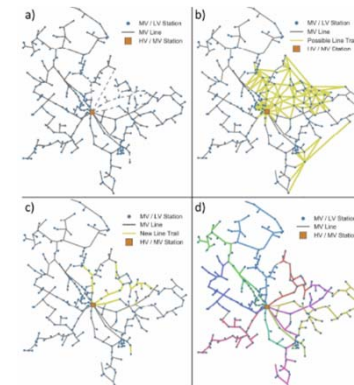 a)
MV / LV Station
MV Line
HV / MV Station
b)
MV / LV Station
MV Line
Possible Line Trail
HV / MV Station
c)
MV / LV Station
MV Line
New Line Trail
HV / MV Station
d)
MV / LV Station
MV Line
HV / MV Station